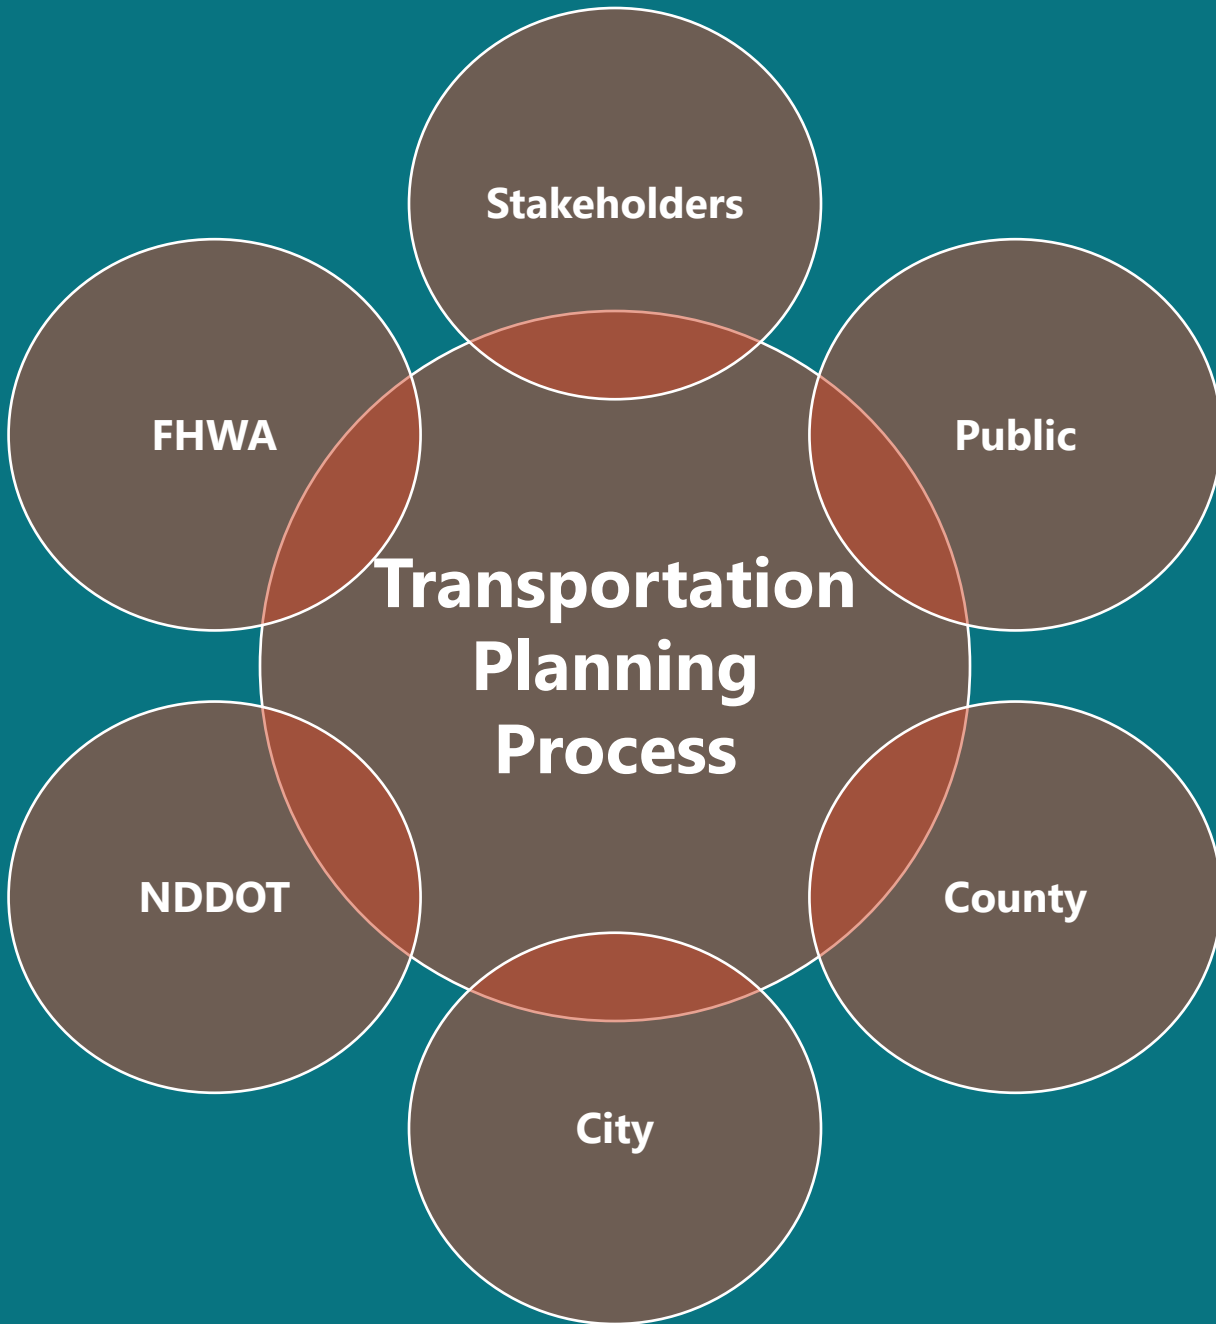 Stakeholders
FHWA
Public
Transportation
Planning
Process
NDDOT
County
City